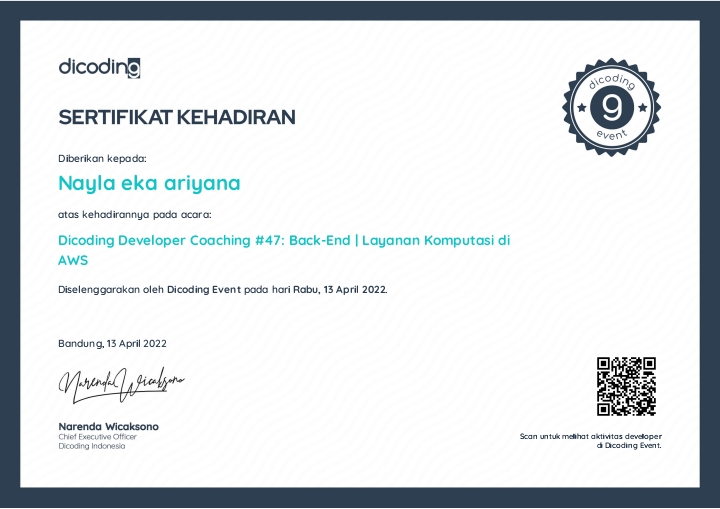 dicoding
SERTIFIKAT KEHADIRAN
dicoding
9
event
Diberikan kepada:
Nayla eka ariyana
atas kehadirannya pada acara:
Dicoding Developer Coaching #47: Back-End | Layanan Komputasi di
AWS
Diselenggarakan oleh Dicoding Event pada hari Rabu, 13 April 2022.
Bandung, 13 April 2022
Narenda Wicaksono
Narenda Wicaksono
Chief Executive Officer
Dicoding Indonesia
Scan untuk melihat aktivitas developer
di Dicoding Event.